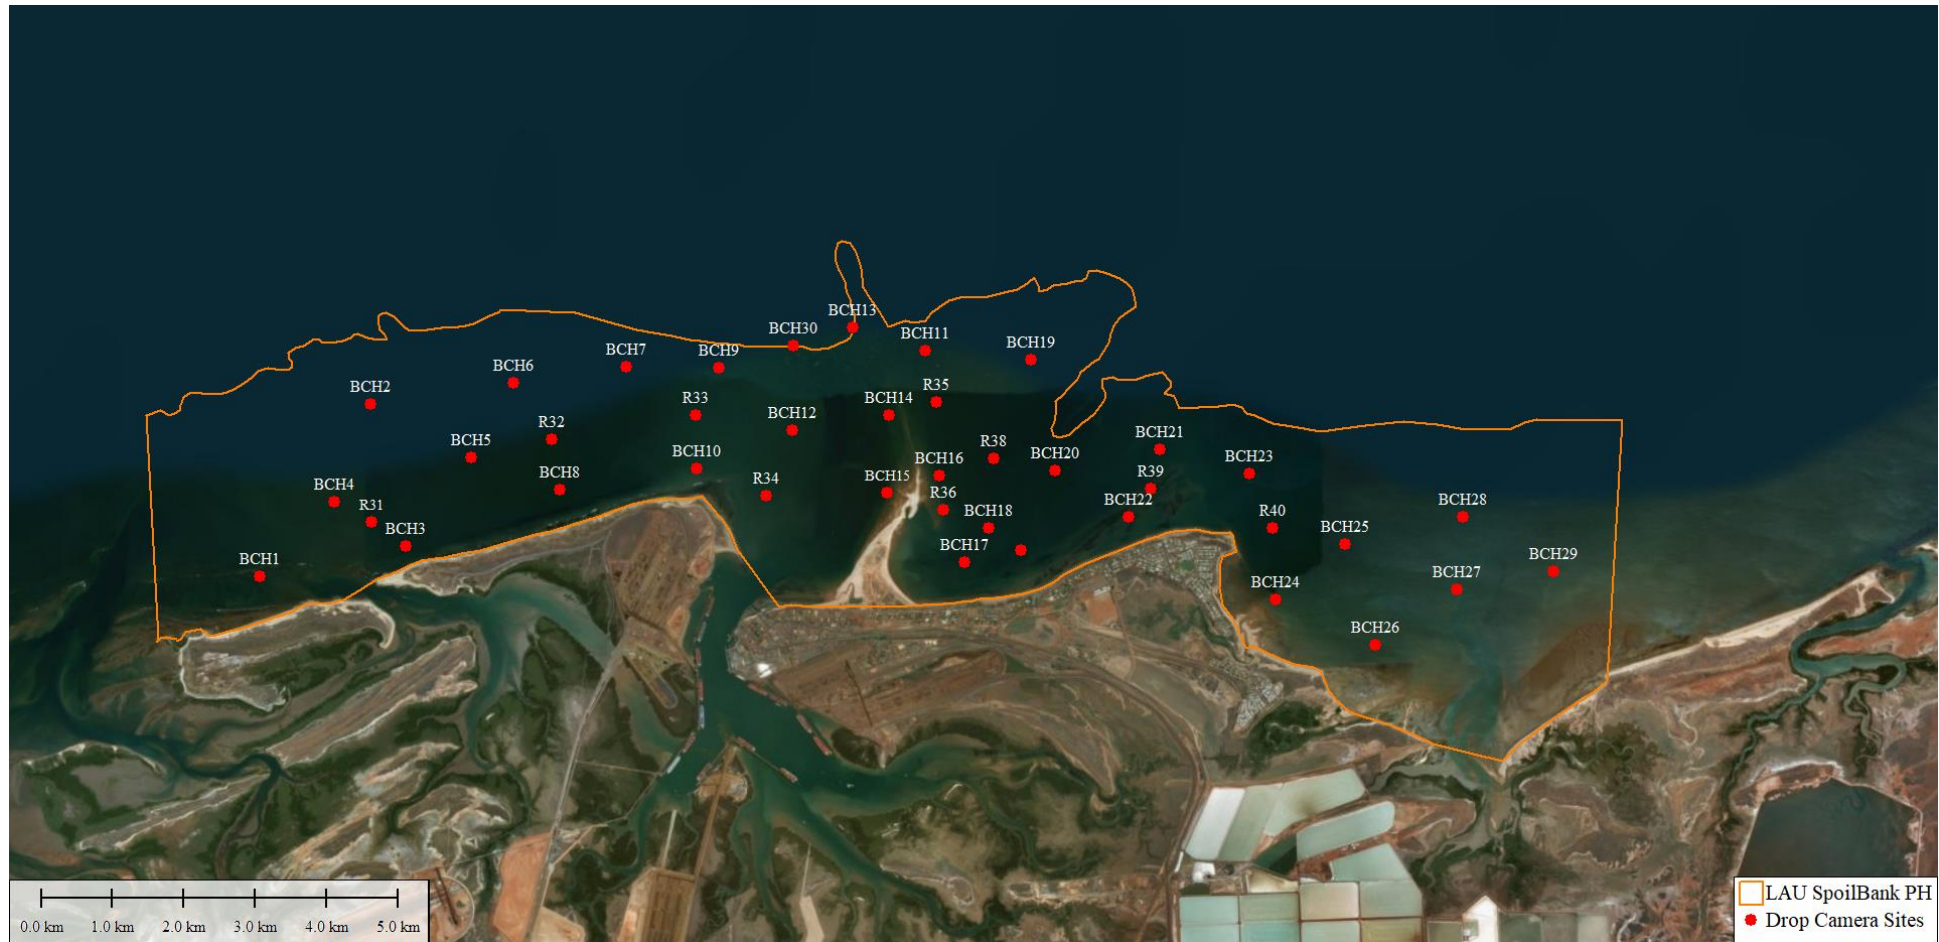 BCH13
BCH30
BCH11
BCH19
BCH7
BCH9
BCH6
BCH2
R35
R33
BCH14
BCH12
R32
BCH5
BCH21
R38
BCH20
BCH10
BCH16
BCH23
BCH8
R39
R34
BCH15
BCH4
R36
BCH22
BCH28
R31
BCH18
R40
BCH3
BCH25
BCH17
BCH1
BCH29
BCH27
BCH24
BCH26
0.0 km 1.0 km 2.0 km 3.0 km 4.0 km 5.0 km
LAU SpoilBank PH
Drop Camera Sites